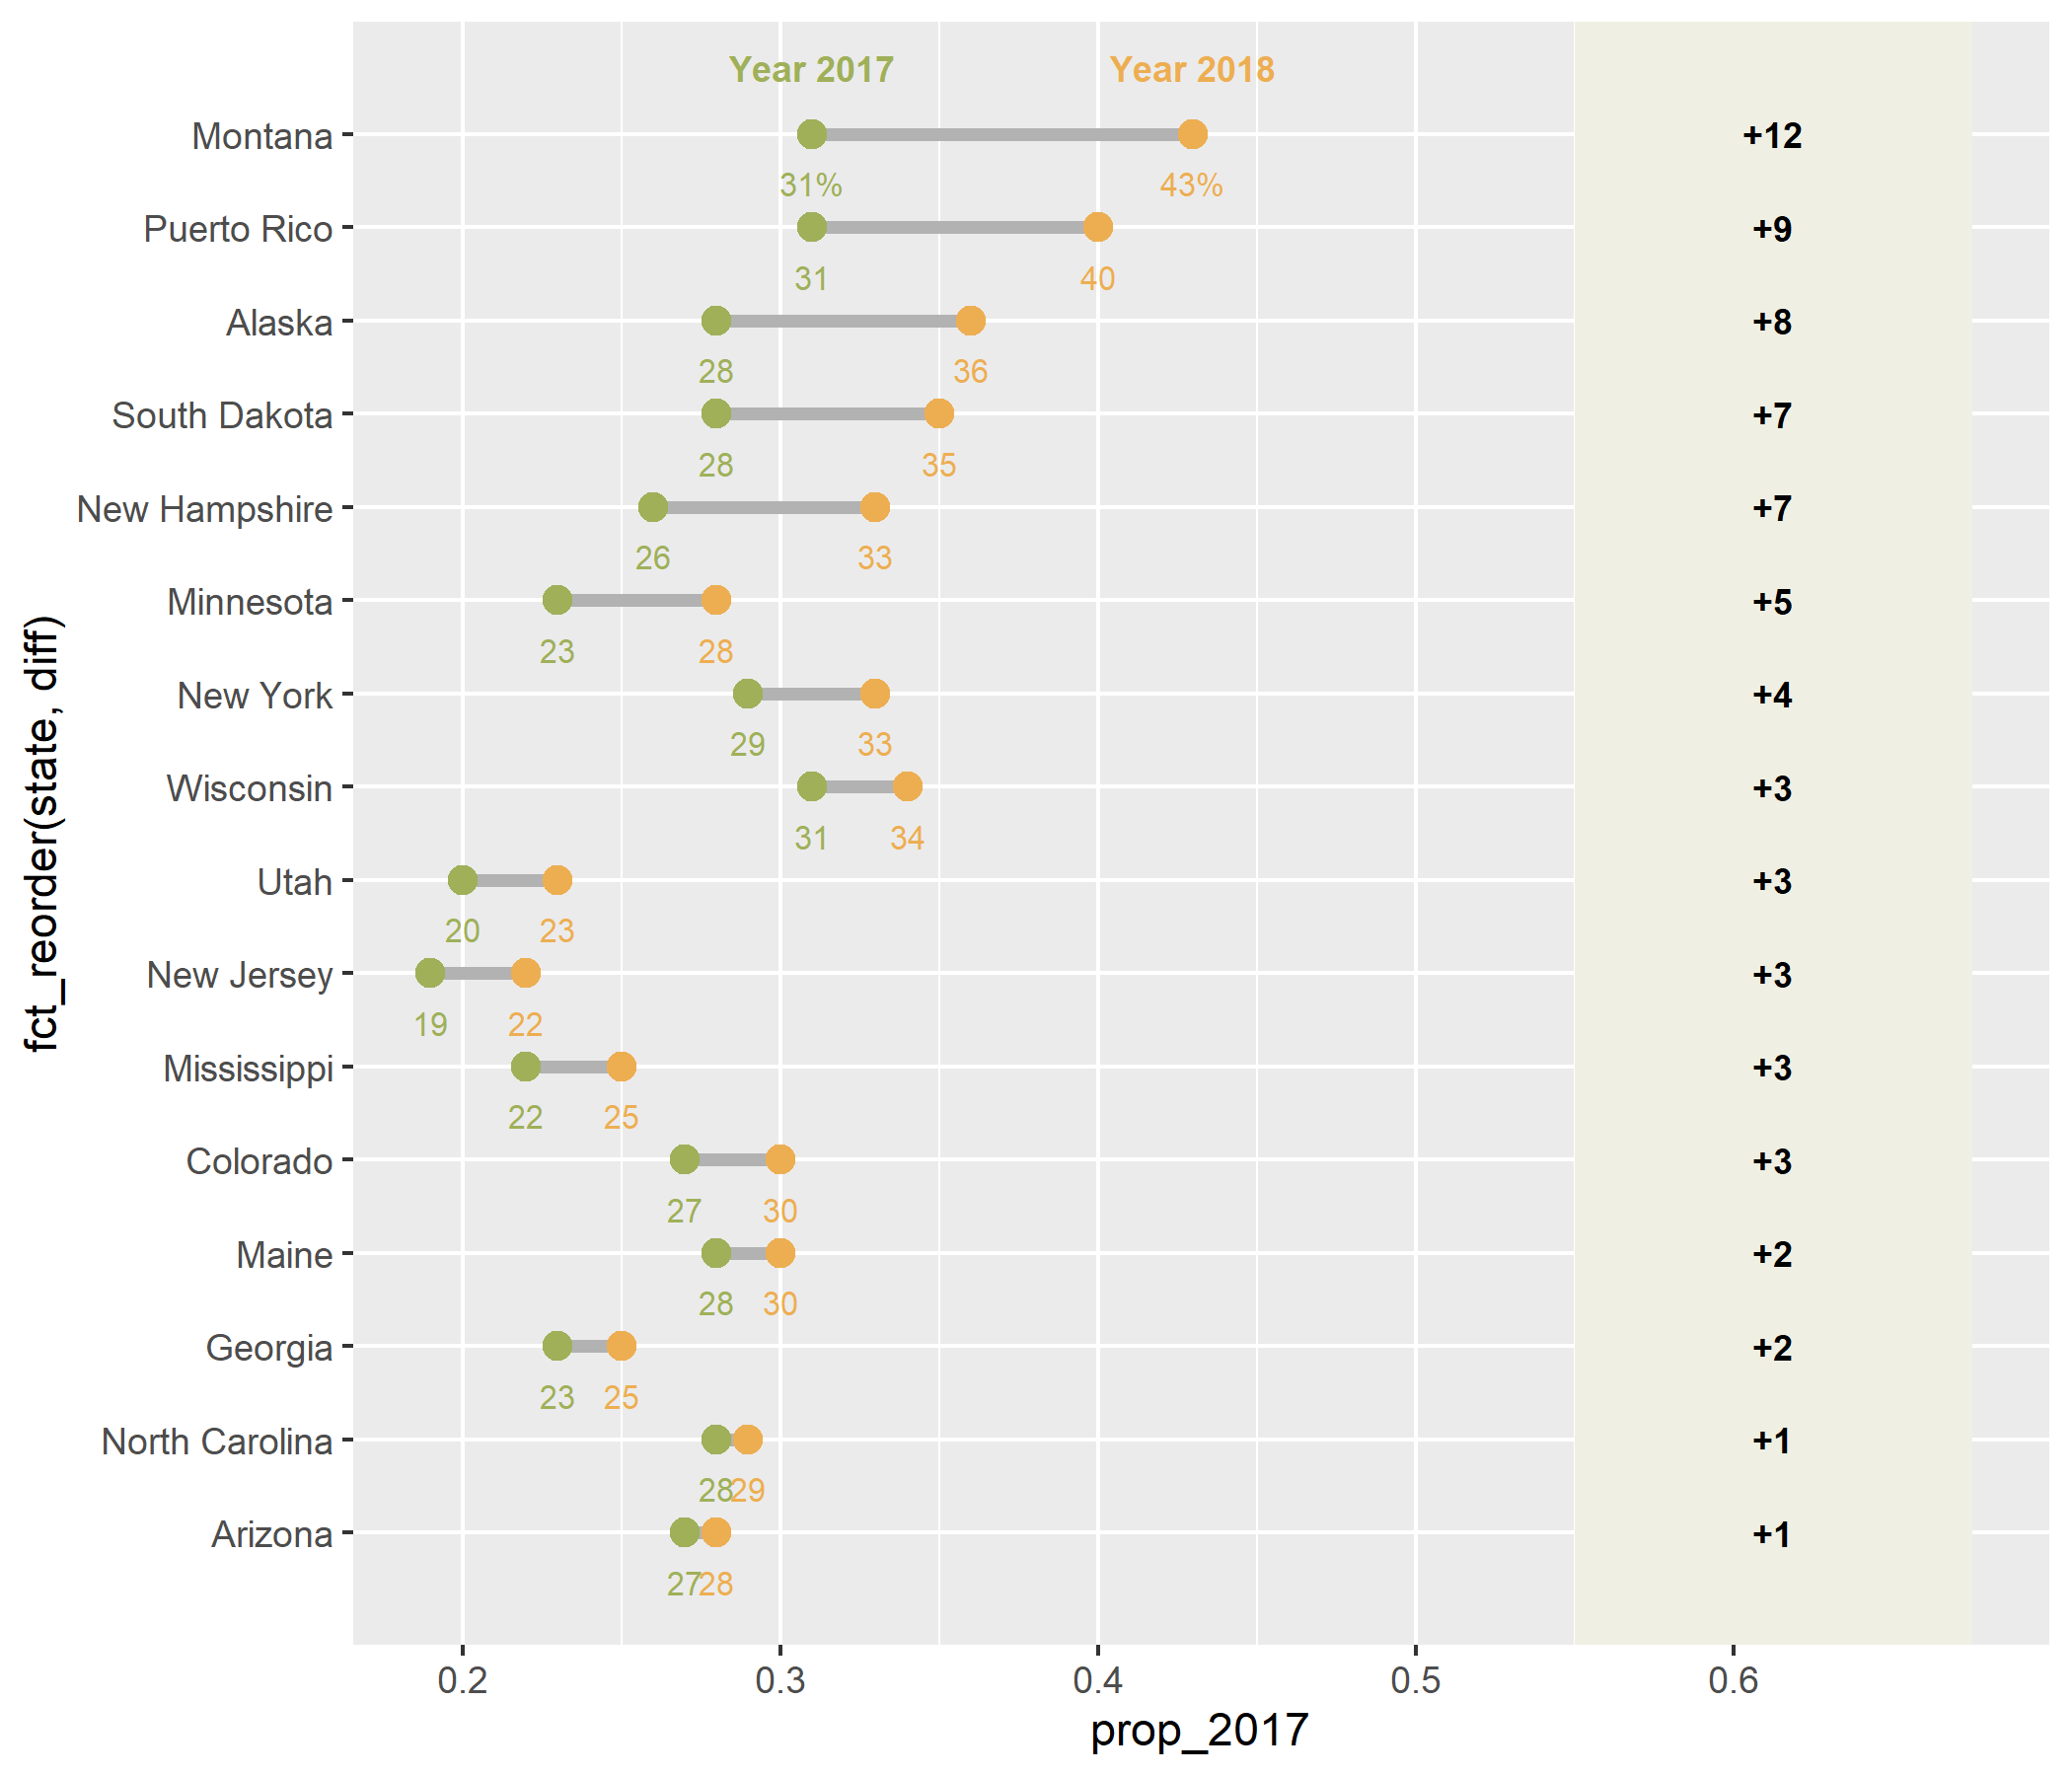 Year 2017 Year 2018
Montana +12
31% 43%
Puerto Rico +9
31 40
Alaska +8
28 36
South Dakota +7
28 35
New Hampshire +7
26 33
Minnesota +5
23 28
New York +4
29 33
Wisconsin +3
31 34
Utah +3
20 23
New Jersey +3
19 22
Mississippi +3
22 25
Colorado +3
27 30
Maine +2
28 30
Georgia +2
23 25
North Carolina +1
28 29
Arizona +1
27 28
0.2 0.3 0.4 0.5 0.6
prop_2017
fct_reorder(state, diff)